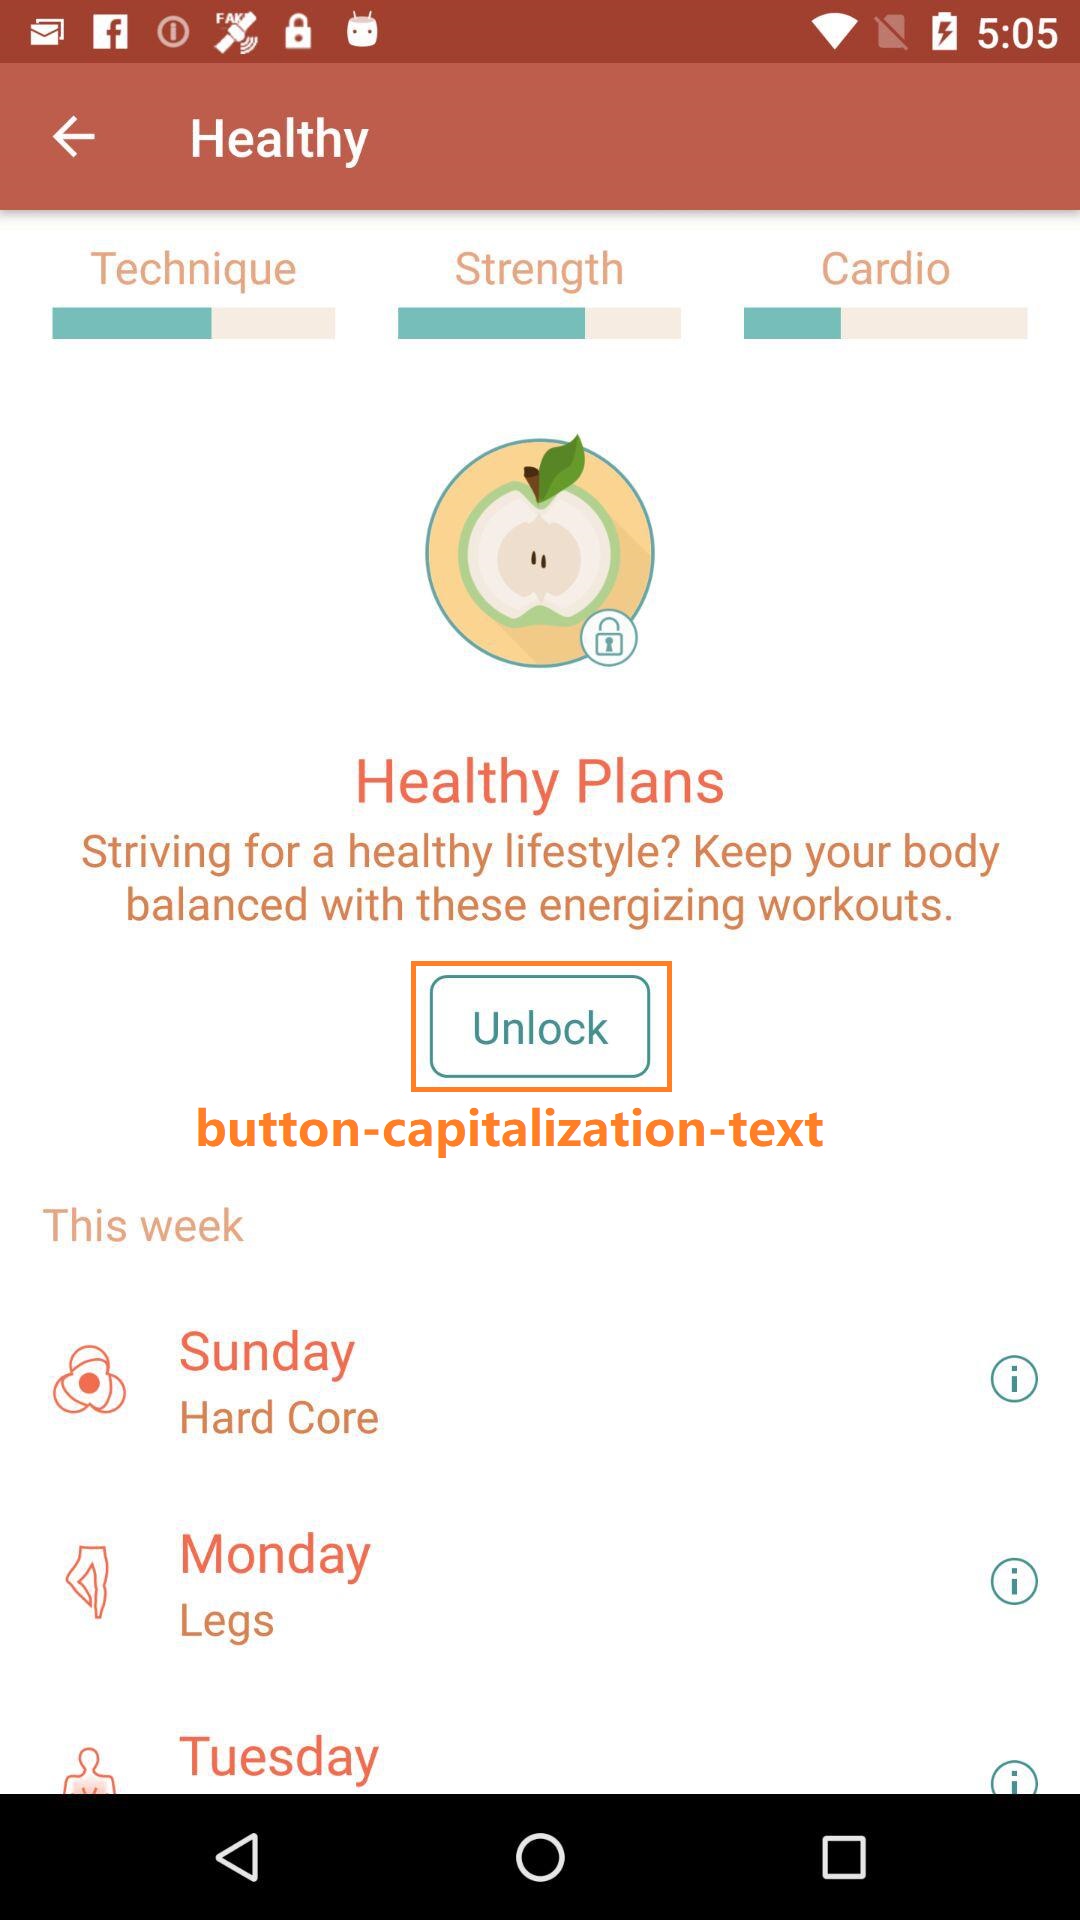 FAKE
5:05
Healthy
Technique
Strength
Cardio
Healthy Plans
Striving for a healthy lifestyle? Keep your body
balanced with these energizing workouts.
Unlock
button-capitalization-text
This week
Sunday
Hard Core
Monday
Legs
Tuesday